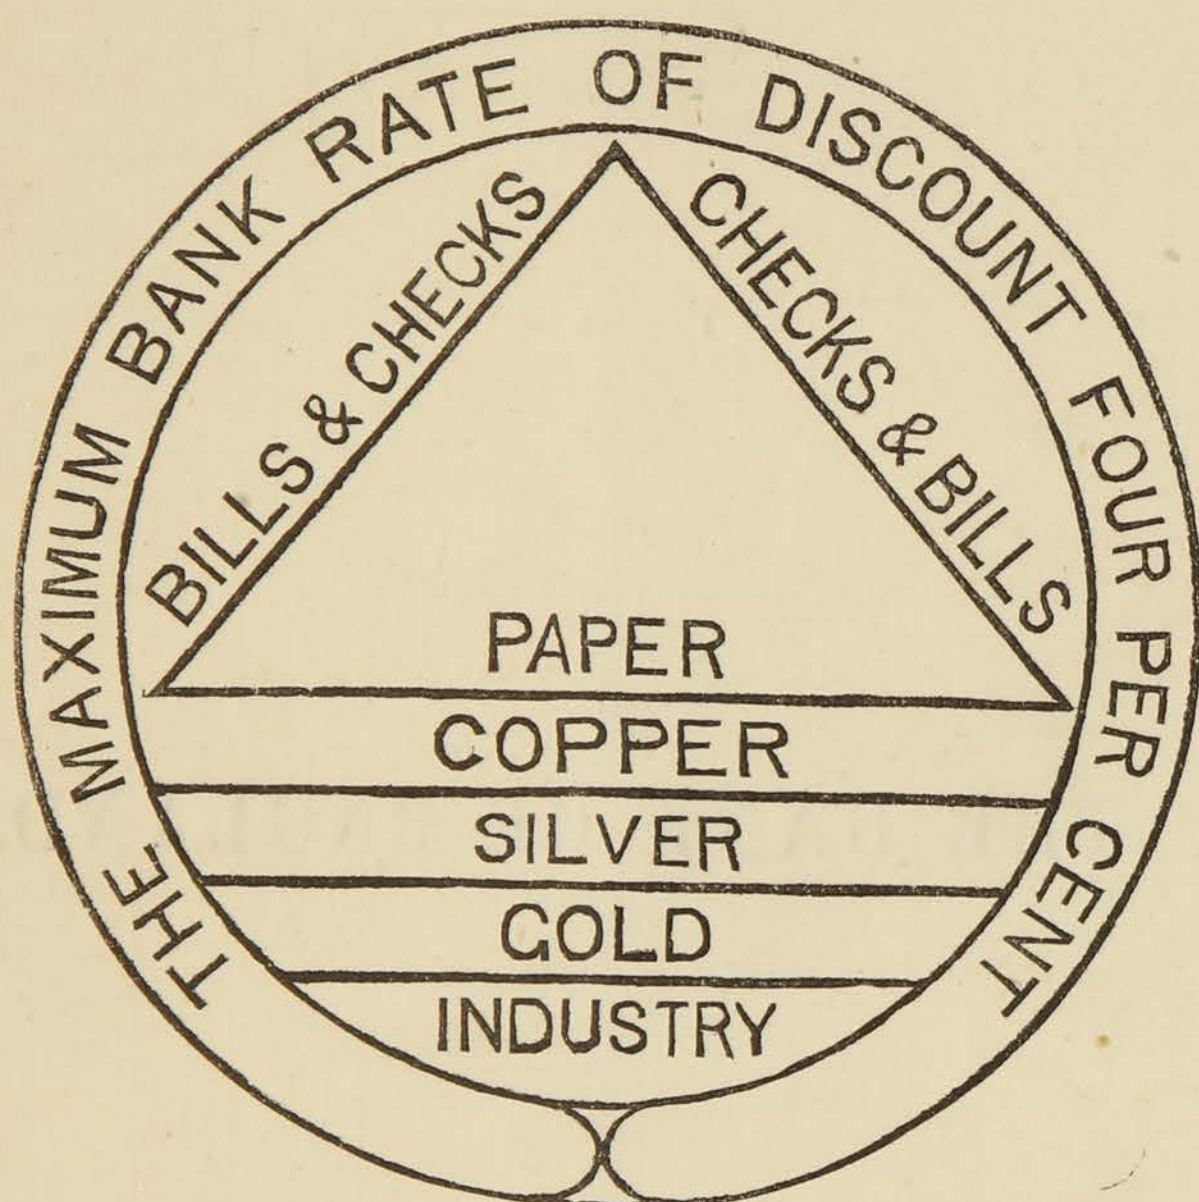 THE MAXIMUM BANK RATE OF DISCOUNT FOUR PER CENT
BILLS & CHECKS
CHECKS & BILLS
PAPER
COPPER
SILVER
GOLD
INDUSTRY